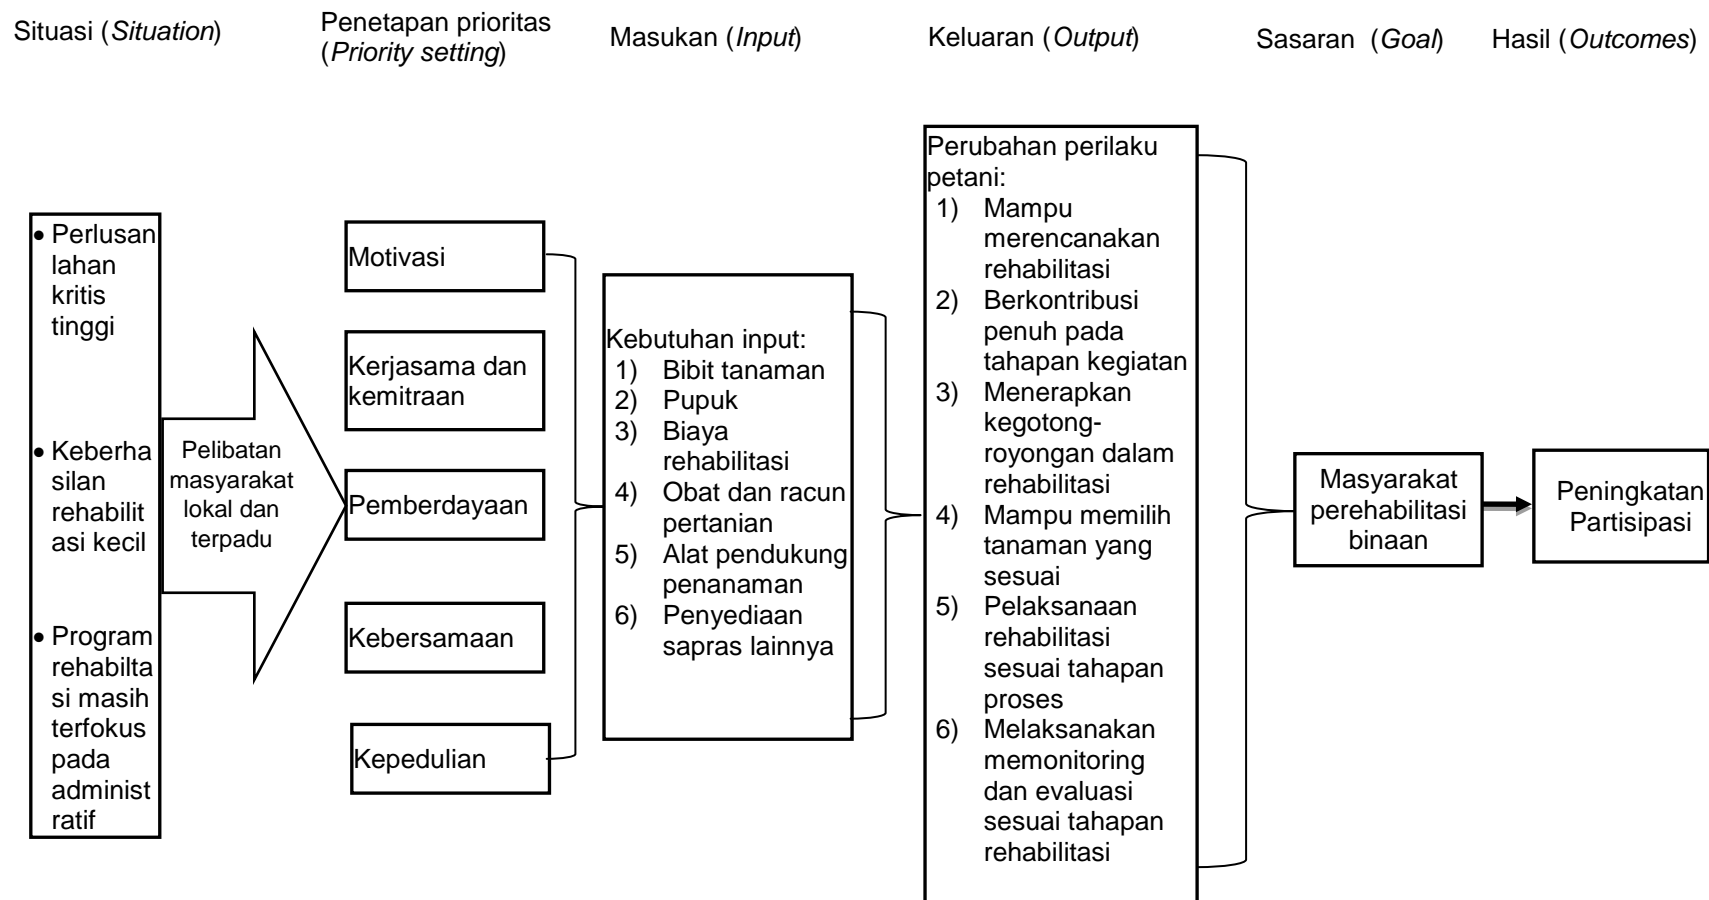 Situasi (Situation)
Penetapan prioritas
(Priority setting)
Masukan (Input)
Keluaran (Output)
Sasaran (Goal)
Hasil (Outcomes)
• Perlusan
lahan
kritis
tinggi
• Keberha
silan
rehabilit
asi kecil
• Program
rehabilta
si masih
terfokus
pada
administ
ratif
Pelibatan
masyarakat
lokal dan
terpadu
Motivasi
Kerjasama dan
kemitraan
Pemberdayaan
Kebersamaan
Kepedulian
Kebutuhan input:
1) Bibit tanaman
2) Pupuk
3) Biaya
rehabilitasi
4) Obat dan racun
pertanian
5) Alat pendukung
penanaman
6) Penyediaan
sapras lainnya
Perubahan perilaku
petani:
1) Mampu
merencanakan
rehabilitasi
2) Berkontribusi
penuh pada
tahapan kegiatan
3) Menerapkan
kegotong-
royongan dalam
rehabilitasi
4) Mampu memilih
tanaman yang
sesuai
5) Pelaksanaan
rehabilitasi
sesuai tahapan
proses
6) Melaksanakan
memonitoring
dan evaluasi
sesuai tahapan
rehabilitasi
Masyarakat
perehabilitasi
binaan
Peningkatan
Partisipasi